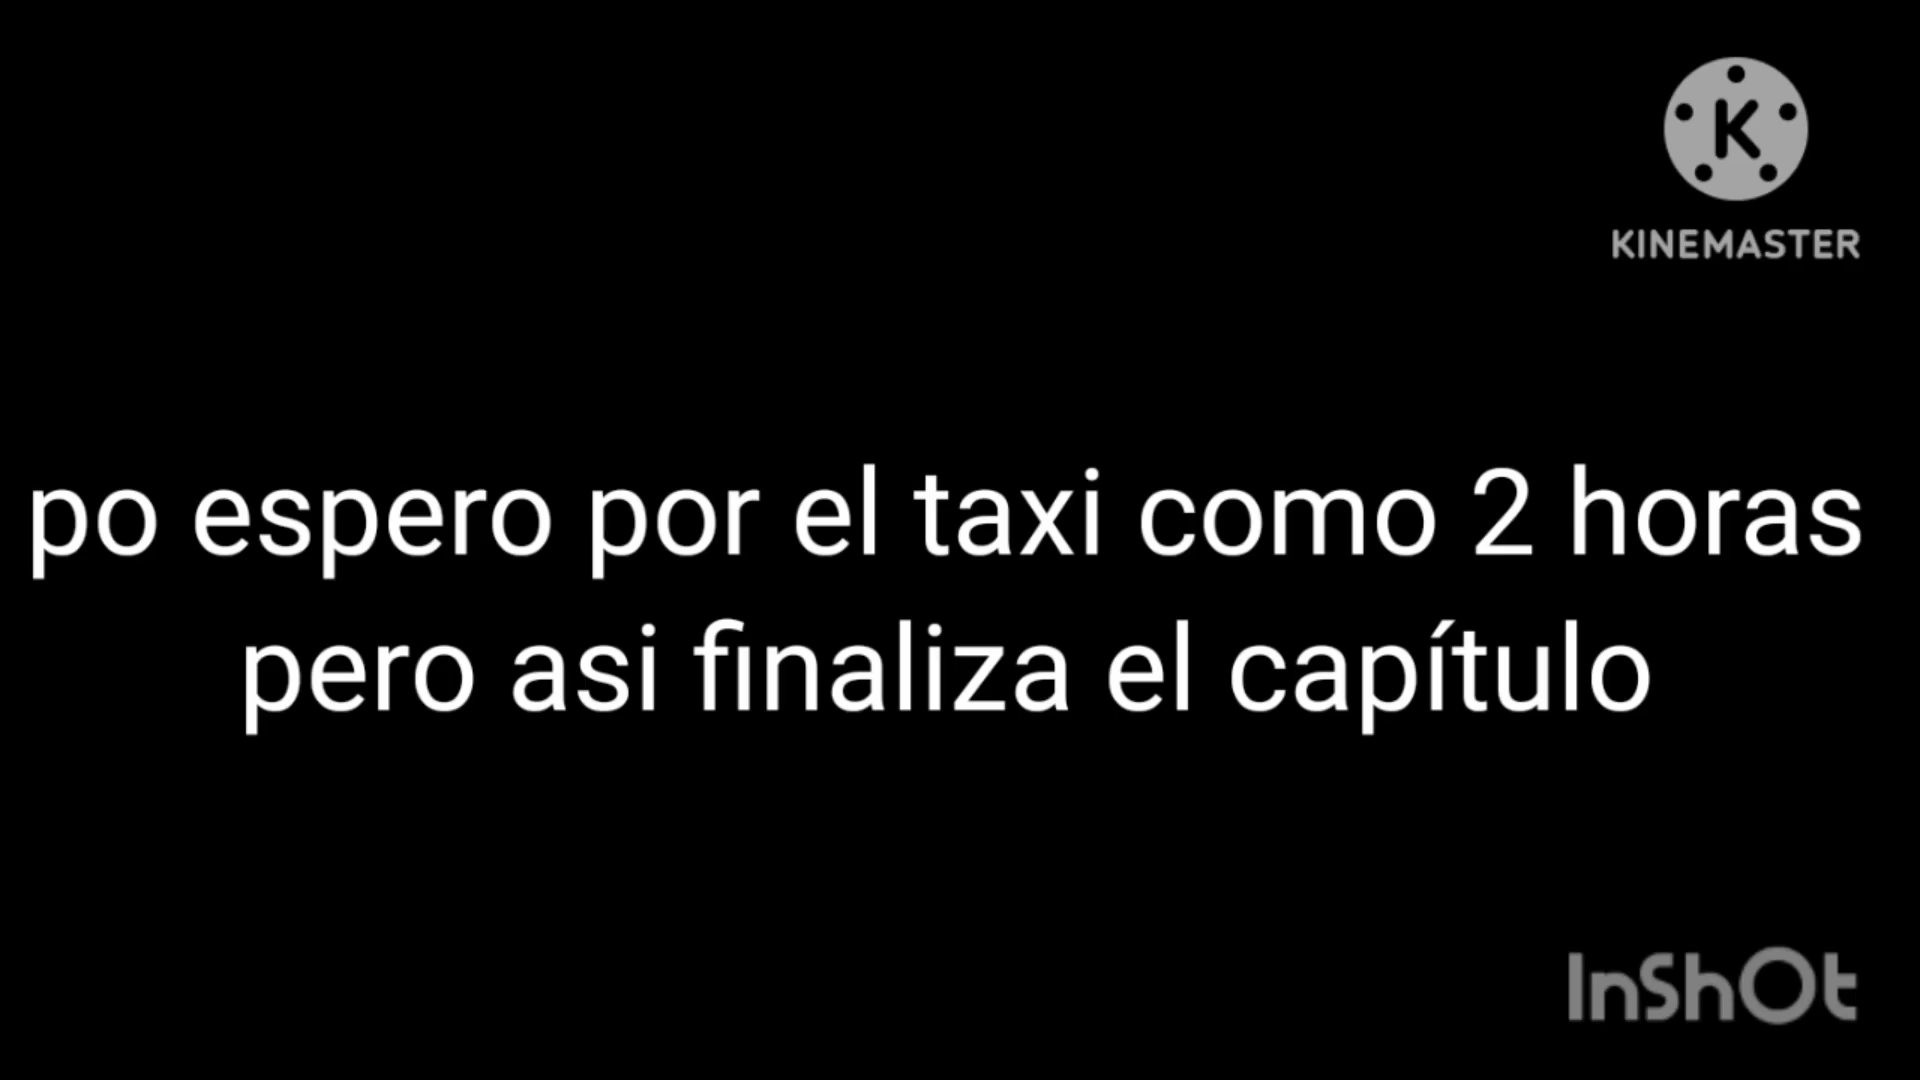 K
KINEMASTER
po espero por el taxi como 2 horas
pero asi finaliza el capítulo
InShOt